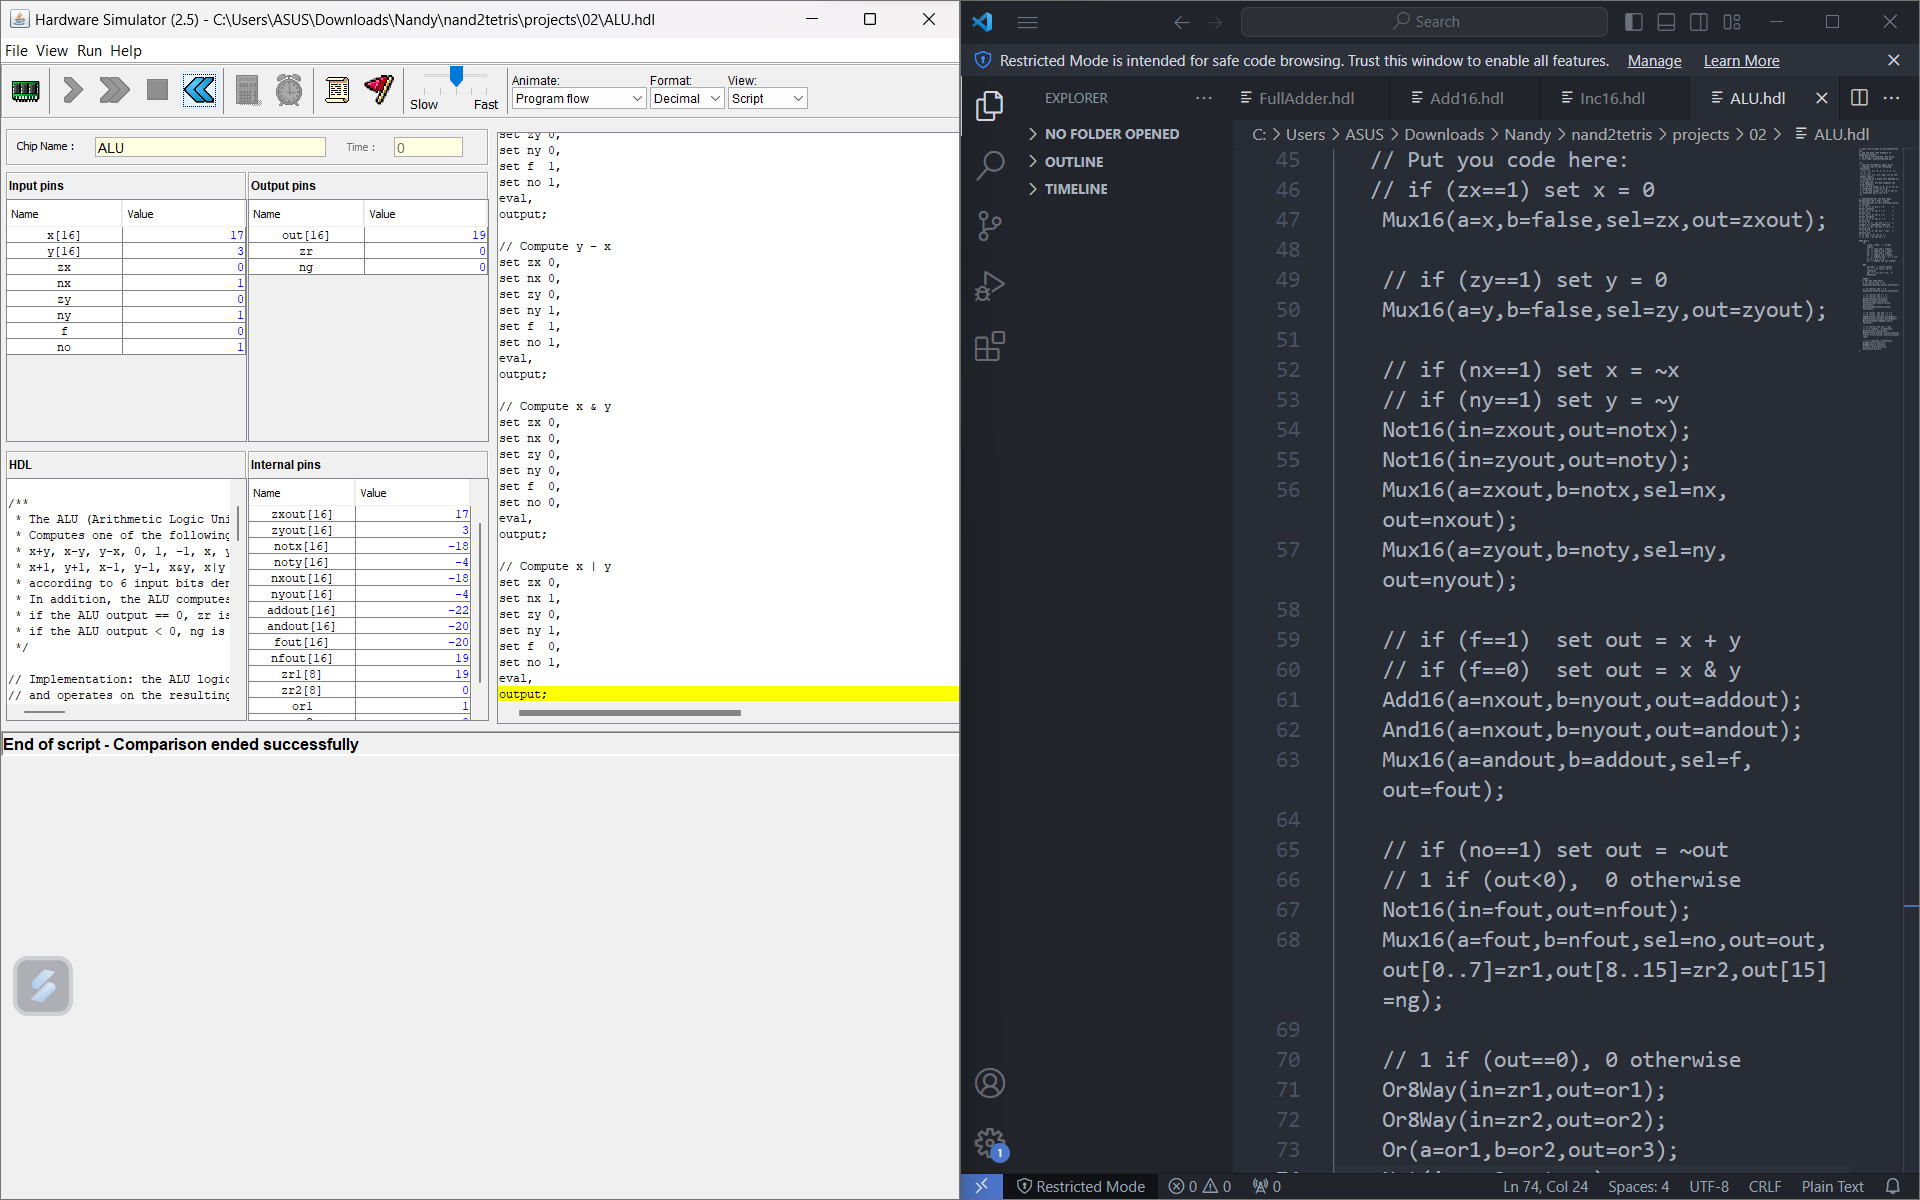 Hardware Simulator (2.5) - C:\Users\ASUS\Downloads\Nandy\nand2tetris\projects\02\ALU.hdl
File View Run Help
Slow Fast
Animate: Format: View:
Program flow Decimal Script
Chip Name : ALU Time : 0
Input pins
Name Value
x[16] 17
y[16] 3
zx 0
nx 1
zy 0
ny 1
f 0
no 1
Output pins
Name Value
out[16] 19
zr 0
ng 0
HDL
/**
* The ALU (Arithmetic Logic Uni
* Computes one of the following
* x+y, x-y, y-x, 0, 1, -1, x, y
* x+1, y+1, x-1, y-1, x&y, x|y
* according to 6 input bits den
* In addition, the ALU computes
* if the ALU output == 0, zr is
* if the ALU output < 0, ng is
*/
// Implementation: the ALU logic
// and operates on the resulting
Internal pins
Name Value
zxout[16] 17
zyout[16] 3
notx[16] -18
noty[16] -4
nxout[16] -18
nyout[16] -4
addout[16] -22
andout[16] -20
fout[16] -20
nfout[16] 19
zr1[8] 19
zr2[8] 0
or1 1
set zy 0,
set ny 0,
set f 1,
set no 1,
eval,
output;
// Compute y - x
set zx 0,
set nx 0,
set zy 0,
set ny 1,
set f 1,
set no 1,
eval,
output;
// Compute x & y
set zx 0,
set nx 0,
set zy 0,
set ny 0,
set f 0,
set no 0,
eval,
output;
// Compute x | y
set zx 0,
set nx 1,
set zy 0,
set ny 1,
set f 0,
set no 1,
eval,
output;
End of script - Comparison ended successfully
Search
Restricted Mode is intended for safe code browsing. Trust this window to enable all features. Manage Learn More
EXPLORER
NO FOLDER OPENED
OUTLINE
TIMELINE
FullAdder.hdl Add16.hdl Inc16.hdl ALU.hdl
C: > Users > ASUS > Downloads > Nandy > nand2tetris > projects > 02 > ALU.hdl
45 // Put you code here:
46 // if (zx==1) set x = 0
47 Mux16(a=x,b=false,sel=zx,out=zxout);
48
49 // if (zy==1) set y = 0
50 Mux16(a=y,b=false,sel=zy,out=zyout);
51
52 // if (nx==1) set x = ~x
53 // if (ny==1) set y = ~y
54 Not16(in=zxout,out=notx);
55 Not16(in=zyout,out=noty);
56 Mux16(a=zxout,b=notx,sel=nx,
out=nxout);
57 Mux16(a=zyout,b=noty,sel=ny,
out=nyout);
58
59 // if (f==1)  set out = x + y
60 // if (f==0)  set out = x & y
61 Add16(a=nxout,b=nyout,out=addout);
62 And16(a=nxout,b=nyout,out=andout);
63 Mux16(a=andout,b=addout,sel=f,
out=fout);
64
65 // if (no==1) set out = ~out
66 // 1 if (out<0),  0 otherwise
67 Not16(in=fout,out=nfout);
68 Mux16(a=fout,b=nfout,sel=no,out=out,
out[0..7]=zr1,out[8..15]=zr2,out[15]
=ng);
69
70 // 1 if (out==0), 0 otherwise
71 Or8Way(in=zr1,out=or1);
72 Or8Way(in=zr2,out=or2);
73 Or(a=or1,b=or2,out=or3);
1
Restricted Mode 0 0 0 Ln 74, Col 24 Spaces: 4 UTF-8 CRLF Plain Text